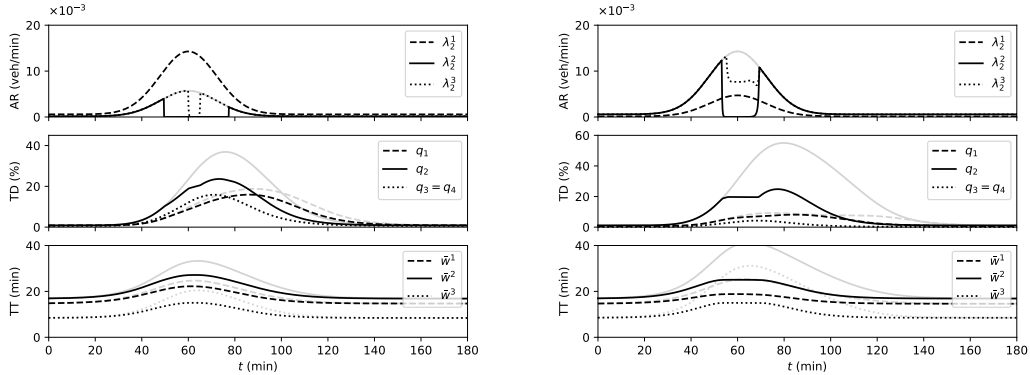 ×10⁻³
20
10
0
AR (veh/min)
λ₂¹
λ₂²
λ₂³
40
20
0
TD (%)
q₁
q₂
q₃ = q₄
40
20
0
TT (min)
w̄¹
w̄²
w̄³
0 20 40 60 80 100 120 140 160 180
t (min)
×10⁻³
20
10
0
AR (veh/min)
λ₂¹
λ₂²
λ₂³
60
40
20
0
TD (%)
q₁
q₂
q₃ = q₄
40
20
0
TT (min)
w̄¹
w̄²
w̄³
0 20 40 60 80 100 120 140 160 180
t (min)